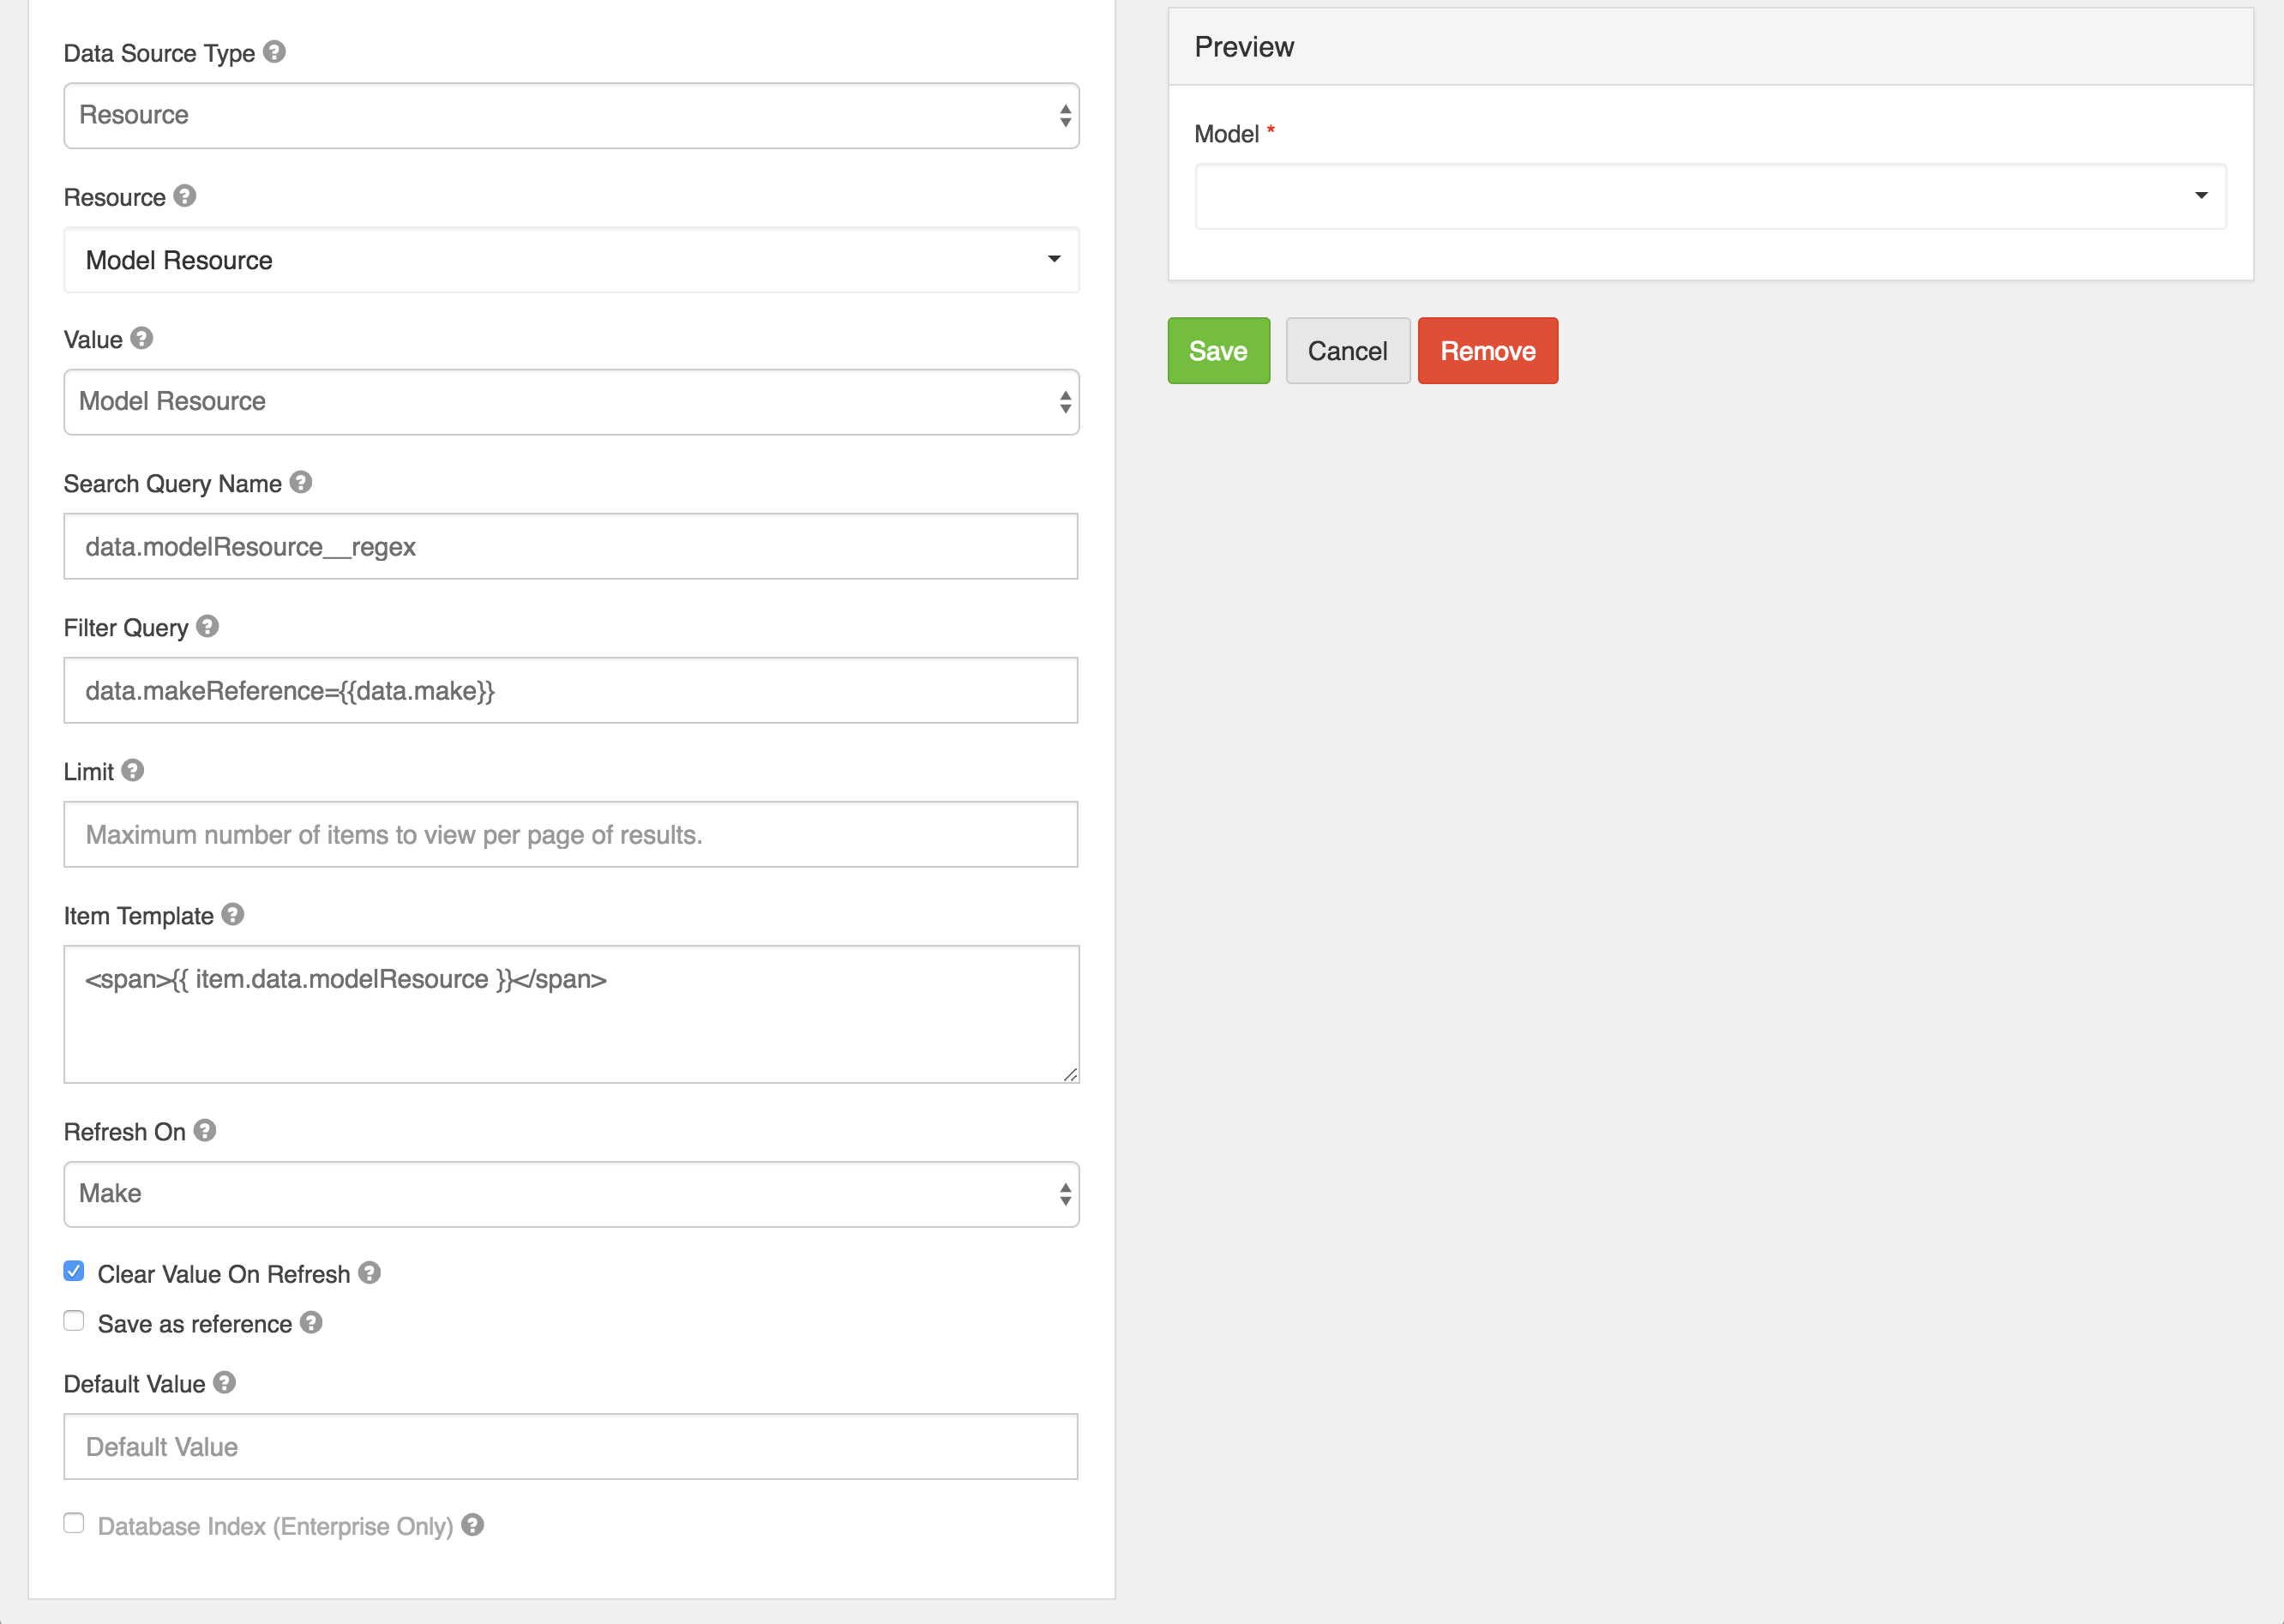 Data Source Type
Resource
Resource
Model Resource
Value
Model Resource
Search Query Name
data.modelResource__regex
Filter Query
data.makeReference={{data.make}}
Limit
Maximum number of items to view per page of results.
Item Template
<span>{{ item.data.modelResource }}</span>
Refresh On
Make
Clear Value On Refresh
Save as reference
Default Value
Default Value
Database Index (Enterprise Only)
Preview
Model *
Save Cancel Remove